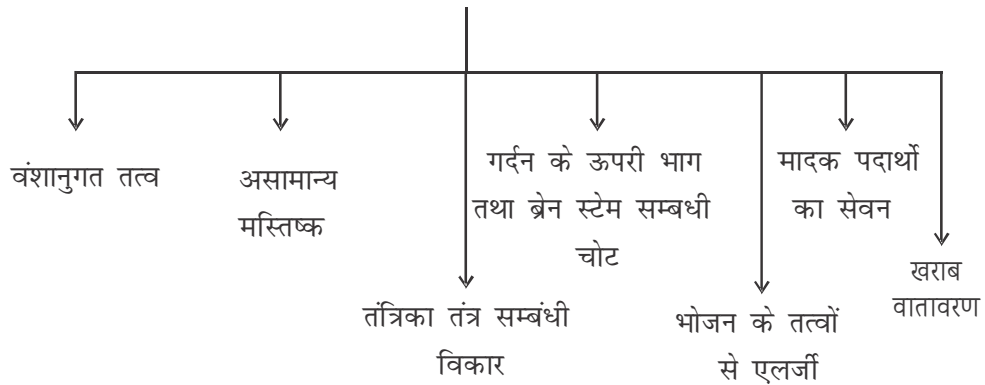 वंशानुगत तत्व
असामान्य
मस्तिष्क
तंत्रिका तंत्र सम्बंधी
विकार
गर्दन के ऊपरी भाग
तथा ब्रेन स्टेम सम्बधी
चोट
भोजन के तत्वों
से एलर्जी
मादक पदार्थो
का सेवन
खराब
वातावरण